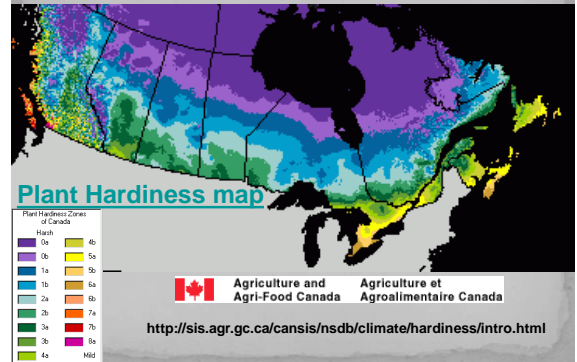 Plant Hardiness map
Plant Hardiness Zones
of Canada
Harsh
0a 4b
0b 5a
1a 5b
1b 6a
2a 6b
2b 7a
3a 7b
3b 8a
4a Mild
Agriculture and Agriculture et
Agri-Food Canada Agroalimentaire Canada
http://sis.agr.gc.ca/cansis/nsdb/climate/hardiness/intro.html